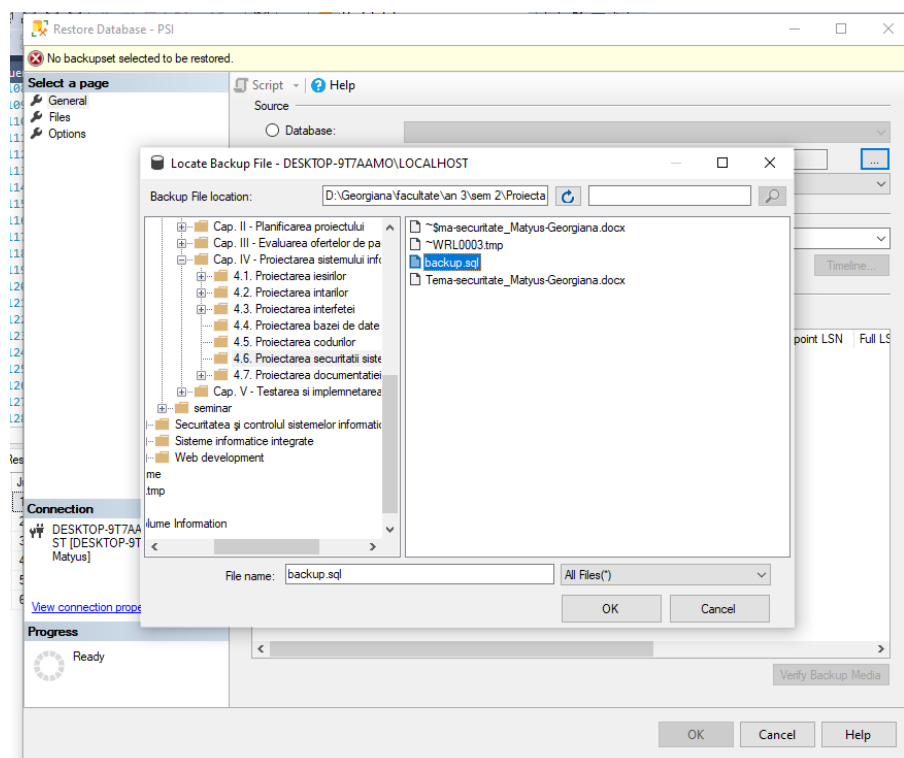 Restore Database - PSI
No backupset selected to be restored.
Select a page
General
Files
Options
Script
Help
Source
Database:
...
Locate Backup File - DESKTOP-9T7AAMO\LOCALHOST
Backup File location:
D:\Georgiana\facultate\an 3\sem 2\Proiecta
Cap. II - Planificarea proiectului
Cap. III - Evaluarea ofertelor de pa
Cap. IV - Proiectarea sistemului info
4.1. Proiectarea iesirilor
4.2. Proiectarea intarilor
4.3. Proiectarea interfetei
4.4. Proiectarea bazei de date
4.5. Proiectarea codurilor
4.6. Proiectarea securitatii siste
4.7. Proiectarea documentatiei
Cap. V - Testarea si implemnetarea
seminar
Securitatea şi controlul sistemelor informatic
Sisteme informatice integrate
Web development
me
.tmp
lume Information
~$ma-securitate_Matyus-Georgiana.docx
~WRL0003.tmp
backup.sql
Tema-securitate_Matyus-Georgiana.docx
File name:
backup.sql
All Files(*)
OK
Cancel
Timeline...
point LSN
Full LS
Connection
DESKTOP-9T7AA
ST [DESKTOP-9T
Matyus]
View connection prope
Progress
Ready
Verify Backup Media
OK
Cancel
Help